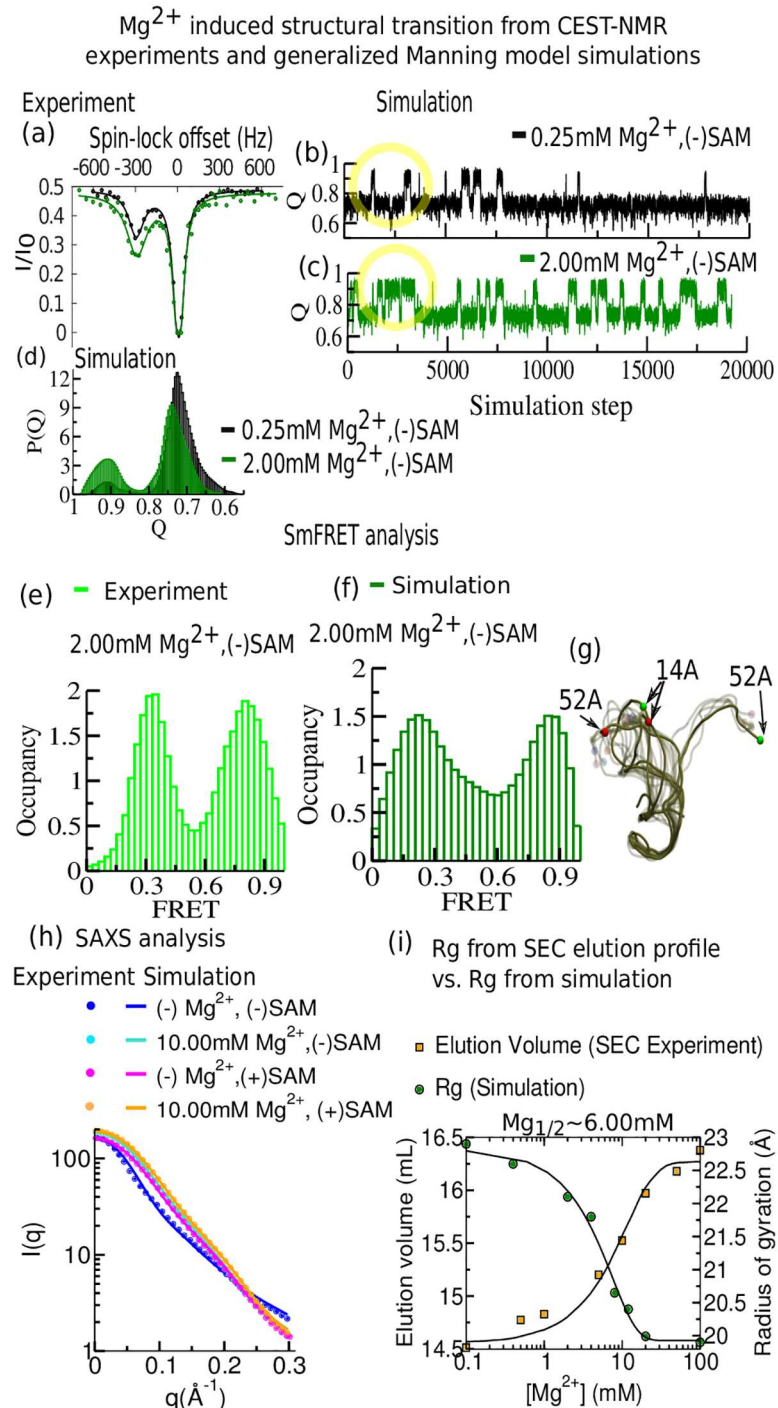 Mg2+ induced structural transition from CEST-NMR
experiments and generalized Manning model simulations
Experiment
Simulation
(a)
Spin-lock offset (Hz)
-600 -300 0 300 600
0.5
0.4
0.3
0.2
0.1
0
I/I0
(b)
0.25mM Mg2+,(-)SAM
1
0.8
0.6
Q
(c)
2.00mM Mg2+,(-)SAM
1
0.8
0.6
Q
0 5000 10000 15000 20000
Simulation step
(d)
Simulation
12
9
6
3
0
P(Q)
0.25mM Mg2+,(-)SAM
2.00mM Mg2+,(-)SAM
1 0.9 0.8 0.7 0.6
Q
SmFRET analysis
(e)
Experiment
2.00mM Mg2+,(-)SAM
2
1.5
1
0.5
0
Occupancy
0 0.3 0.6 0.9
FRET
(f)
Simulation
2.00mM Mg2+,(-)SAM
2
1.5
1
0.5
0
Occupancy
0 0.3 0.6 0.9
FRET
(g)
14A
52A
52A
(h) SAXS analysis
Experiment Simulation
(-) Mg2+, (-)SAM
10.00mM Mg2+,(-)SAM
(-) Mg2+,(+)SAM
10.00mM Mg2+, (+)SAM
100
10
1
I(q)
0 0.1 0.2 0.3
q(Å-1)
(i) Rg from SEC elution profile
vs. Rg from simulation
Elution Volume (SEC Experiment)
Rg (Simulation)
Mg1/2~6.00mM
16.5
16
15.5
15
14.5
Elution volume (mL)
23
22.5
22
21.5
21
20.5
20
Radius of gyration (Å)
0.1 1 10 100
[Mg2+] (mM)